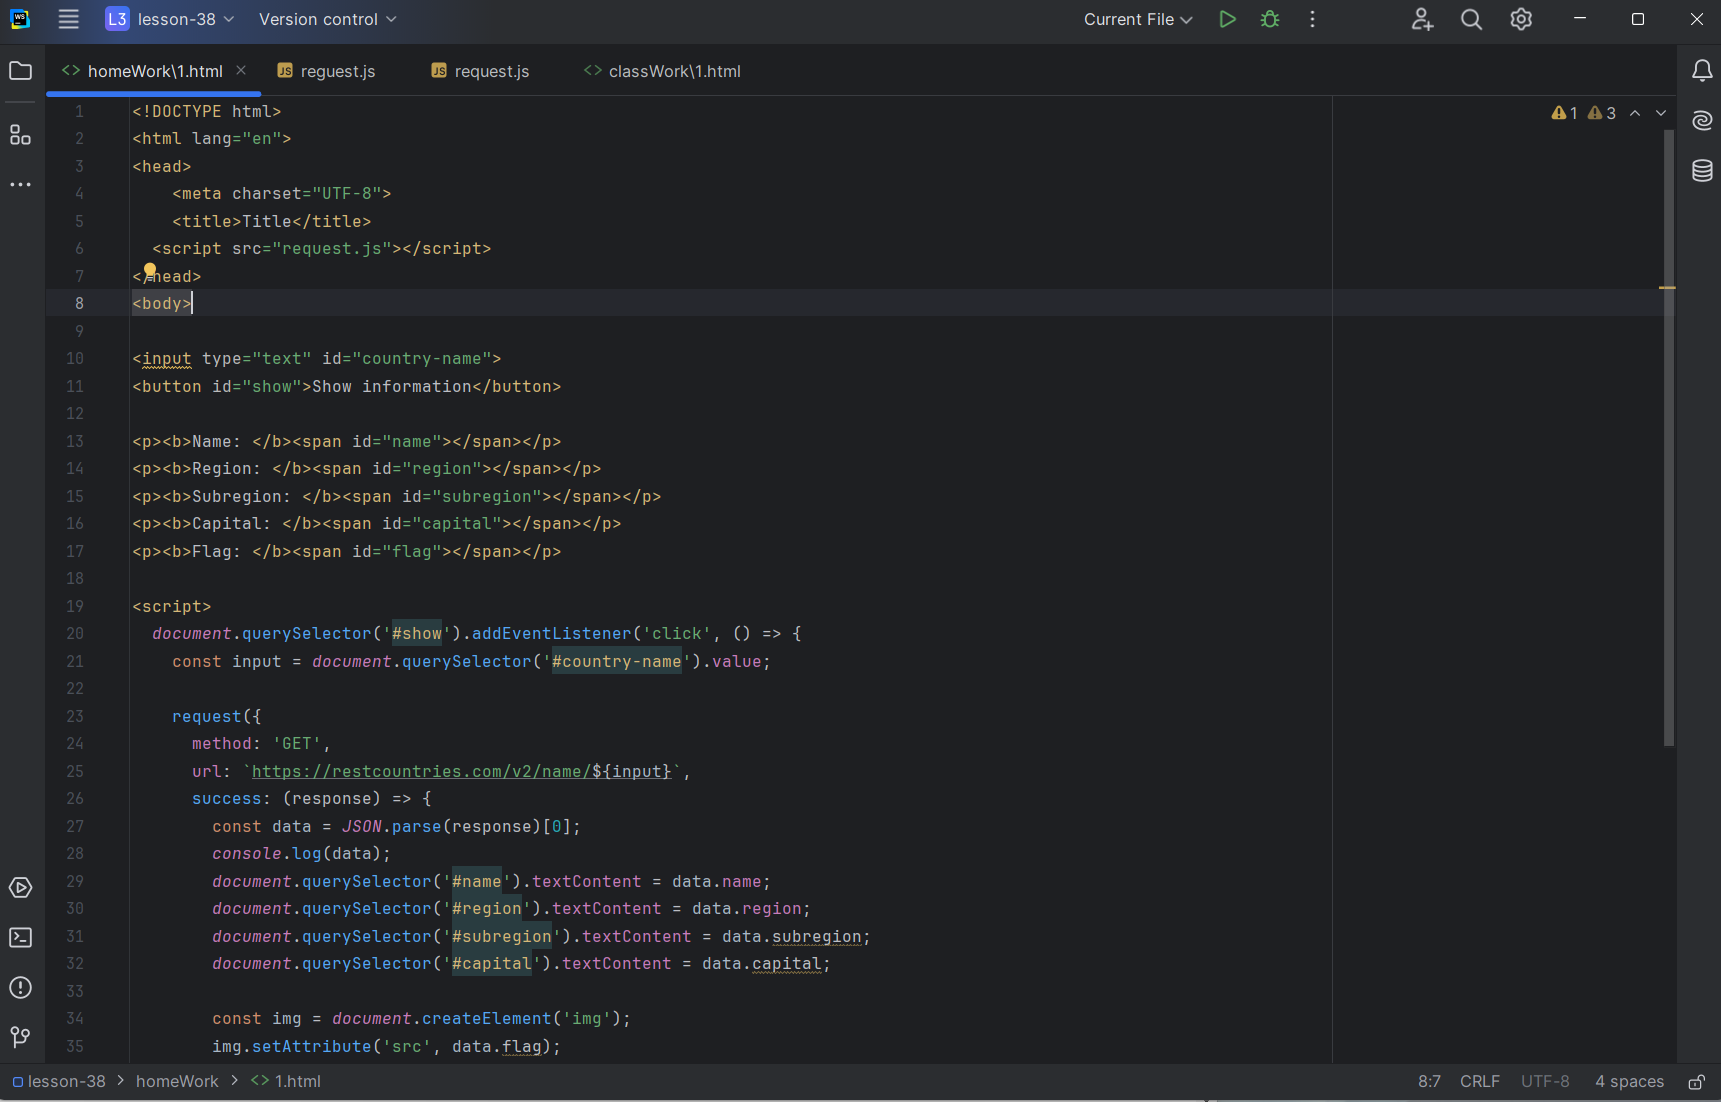 WS
L3 lesson-38 Version control Current File
homeWork\1.html JS reguest.js JS request.js classWork\1.html
1 <!DOCTYPE html> 1 3
2 <html lang="en">
3 <head>
4 <meta charset="UTF-8">
5 <title>Title</title>
6 <script src="request.js"></script>
7 </head>
8 <body>
9
10 <input type="text" id="country-name">
11 <button id="show">Show information</button>
12
13 <p><b>Name: </b><span id="name"></span></p>
14 <p><b>Region: </b><span id="region"></span></p>
15 <p><b>Subregion: </b><span id="subregion"></span></p>
16 <p><b>Capital: </b><span id="capital"></span></p>
17 <p><b>Flag: </b><span id="flag"></span></p>
18
19 <script>
20 document.querySelector('#show').addEventListener('click', () => {
21 const input = document.querySelector('#country-name').value;
22
23 request({
24 method: 'GET',
25 url: `https://restcountries.com/v2/name/${input}`,
26 success: (response) => {
27 const data = JSON.parse(response)[0];
28 console.log(data);
29 document.querySelector('#name').textContent = data.name;
30 document.querySelector('#region').textContent = data.region;
31 document.querySelector('#subregion').textContent = data.subregion;
32 document.querySelector('#capital').textContent = data.capital;
33
34 const img = document.createElement('img');
35 img.setAttribute('src', data.flag);
lesson-38 > homeWork > <> 1.html 8:7 CRLF UTF-8 4 spaces